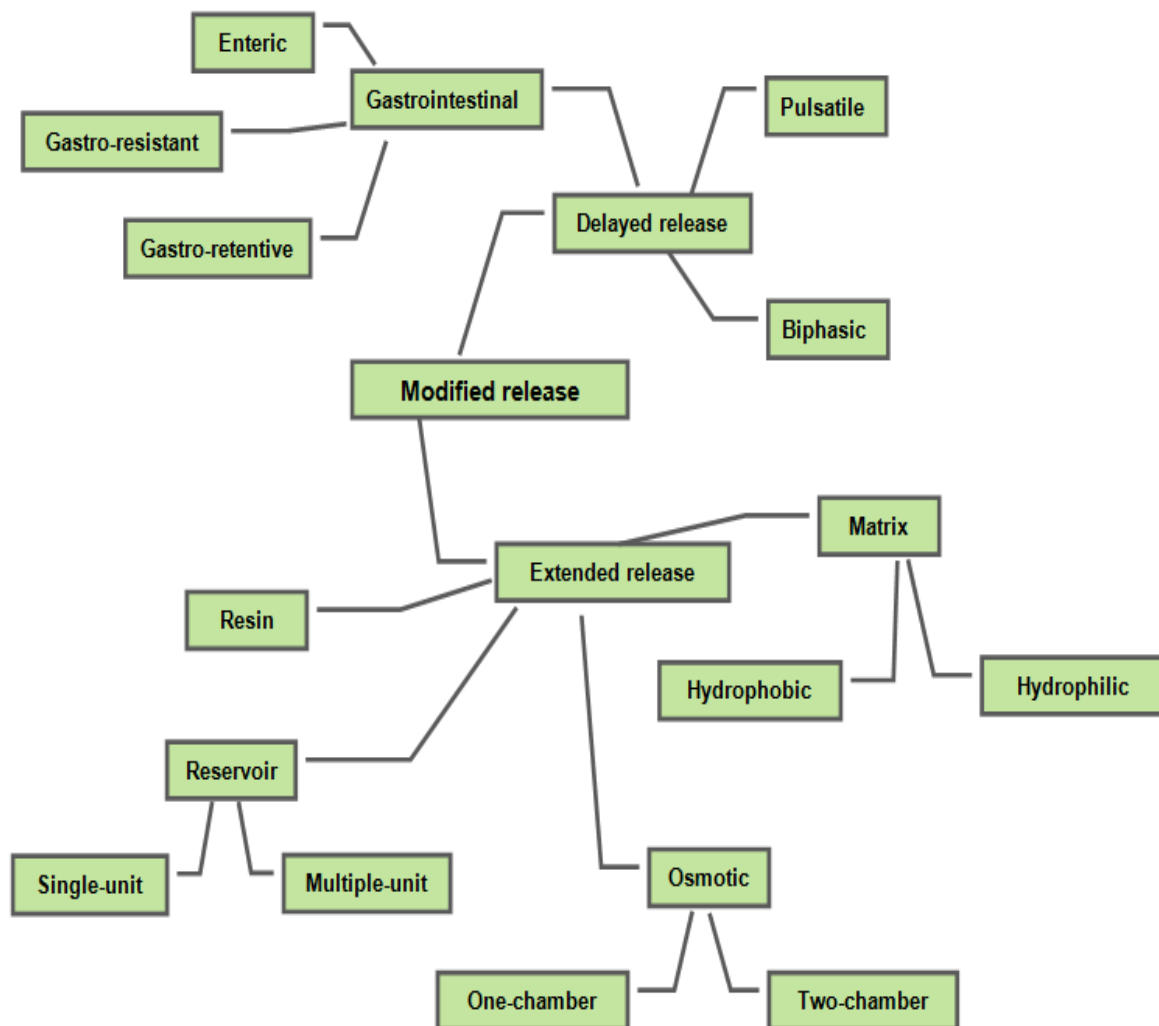 Enteric
Gastrointestinal
Pulsatile
Gastro-resistant
Delayed release
Gastro-retentive
Biphasic
Modified release
Matrix
Extended release
Resin
Hydrophobic
Hydrophilic
Reservoir
Single-unit
Multiple-unit
Osmotic
One-chamber
Two-chamber